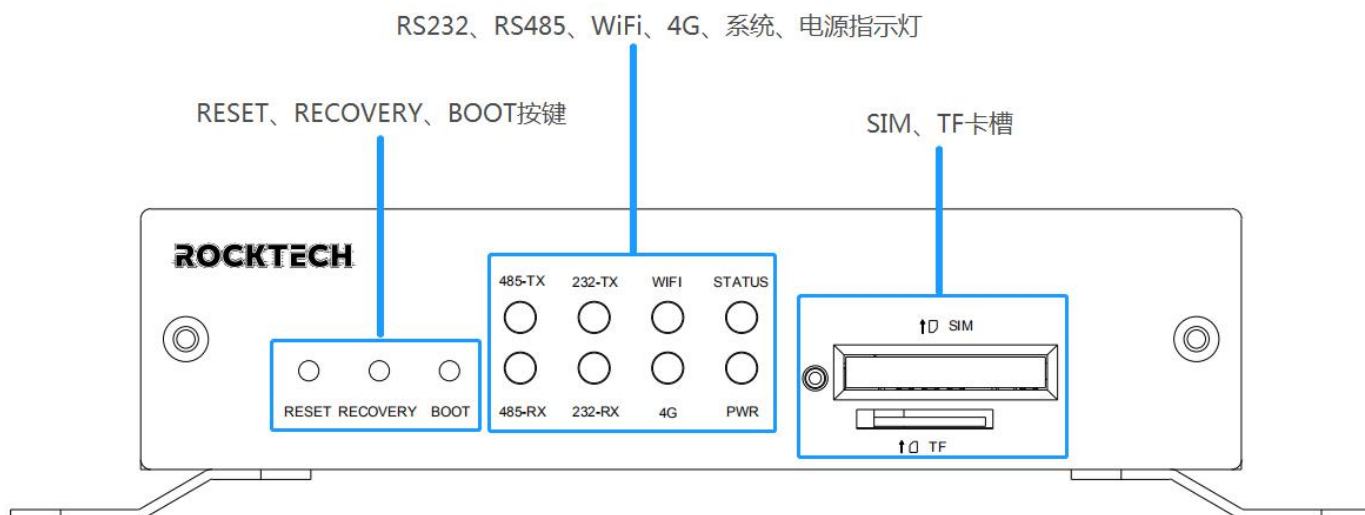 RS232、RS485、WiFi、4G、系统、电源指示灯
RESET、RECOVERY、BOOT按键
SIM、TF卡槽
ROCKTECH
485-TX 232-TX WIFI STATUS
SIM
RESET RECOVERY BOOT
485-RX 232-RX 4G PWR
TF